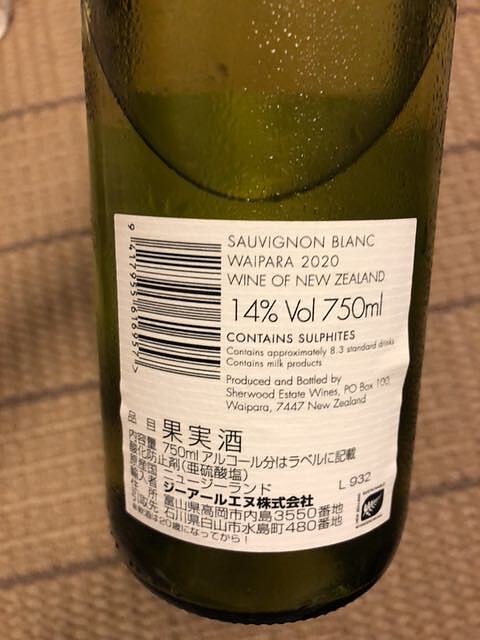 SAUVIGNON BLANC
WAIPARA 2020
WINE OF NEW ZEALAND
14% Vol 750ml
CONTAINS SULPHITES
Contains approximately 8.3 standard drinks
Contains milk products
Produced and Bottled by
Sherwood Estate Wines, PO Box 100,
Waipara, 7447 New Zealand
9 417955 616957 >
品目 果実酒
内容量 750ml アルコール分はラベルに記載
酸化防止剤(亜硫酸塩)
原産国 ニュージーランド
輸入者 ジーアールエヌ株式会社
住所 富山県高岡市内島3550番地
引取先 石川県白山市水島町480番地
20歳になってから!
L 932